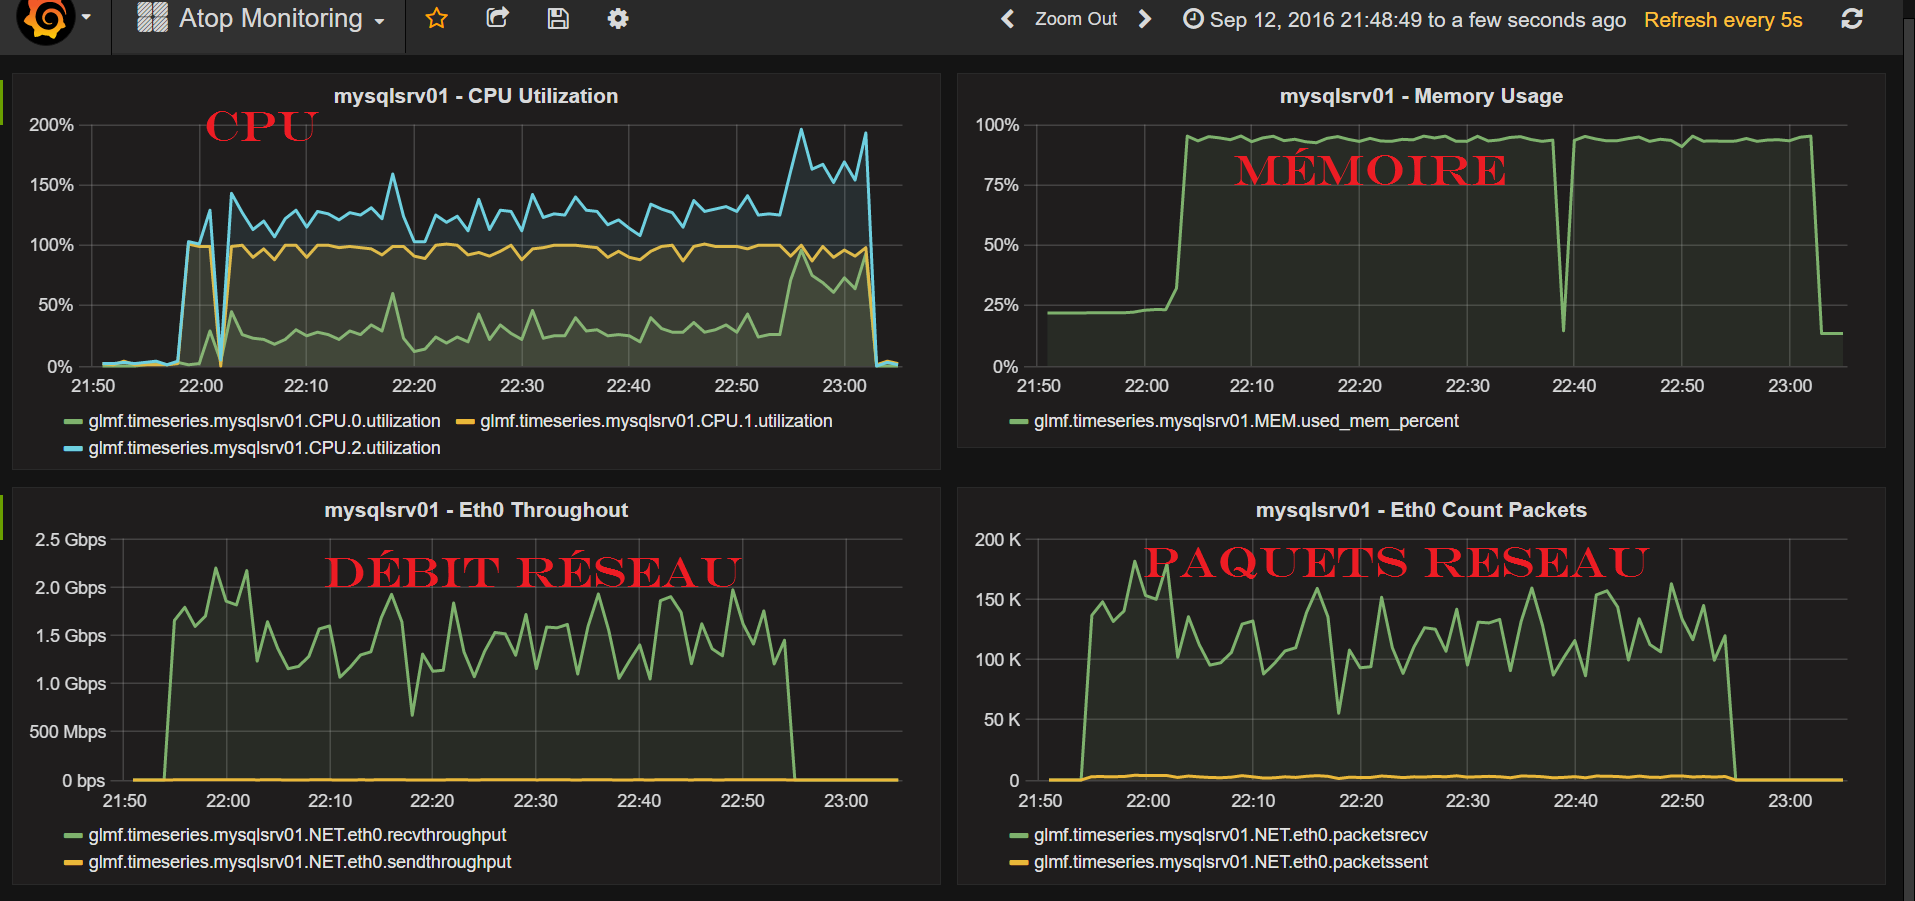 Atop Monitoring
Zoom Out
Sep 12, 2016 21:48:49 to a few seconds ago
Refresh every 5s
mysqlsrv01 - CPU Utilization
CPU
200%
150%
100%
50%
0%
21:50 22:00 22:10 22:20 22:30 22:40 22:50 23:00
glmf.timeseries.mysqlsrv01.CPU.0.utilization glmf.timeseries.mysqlsrv01.CPU.1.utilization
glmf.timeseries.mysqlsrv01.CPU.2.utilization
mysqlsrv01 - Memory Usage
MÉMOIRE
100%
75%
50%
25%
0%
21:50 22:00 22:10 22:20 22:30 22:40 22:50 23:00
glmf.timeseries.mysqlsrv01.MEM.used_mem_percent
mysqlsrv01 - Eth0 Throughout
DÉBIT RÉSEAU
2.5 Gbps
2.0 Gbps
1.5 Gbps
1.0 Gbps
500 Mbps
0 bps
21:50 22:00 22:10 22:20 22:30 22:40 22:50 23:00
glmf.timeseries.mysqlsrv01.NET.eth0.recvthroughput
glmf.timeseries.mysqlsrv01.NET.eth0.sendthroughput
mysqlsrv01 - Eth0 Count Packets
PAQUETS RESEAU
200 K
150 K
100 K
50 K
0
21:50 22:00 22:10 22:20 22:30 22:40 22:50 23:00
glmf.timeseries.mysqlsrv01.NET.eth0.packetsrecv
glmf.timeseries.mysqlsrv01.NET.eth0.packetssent